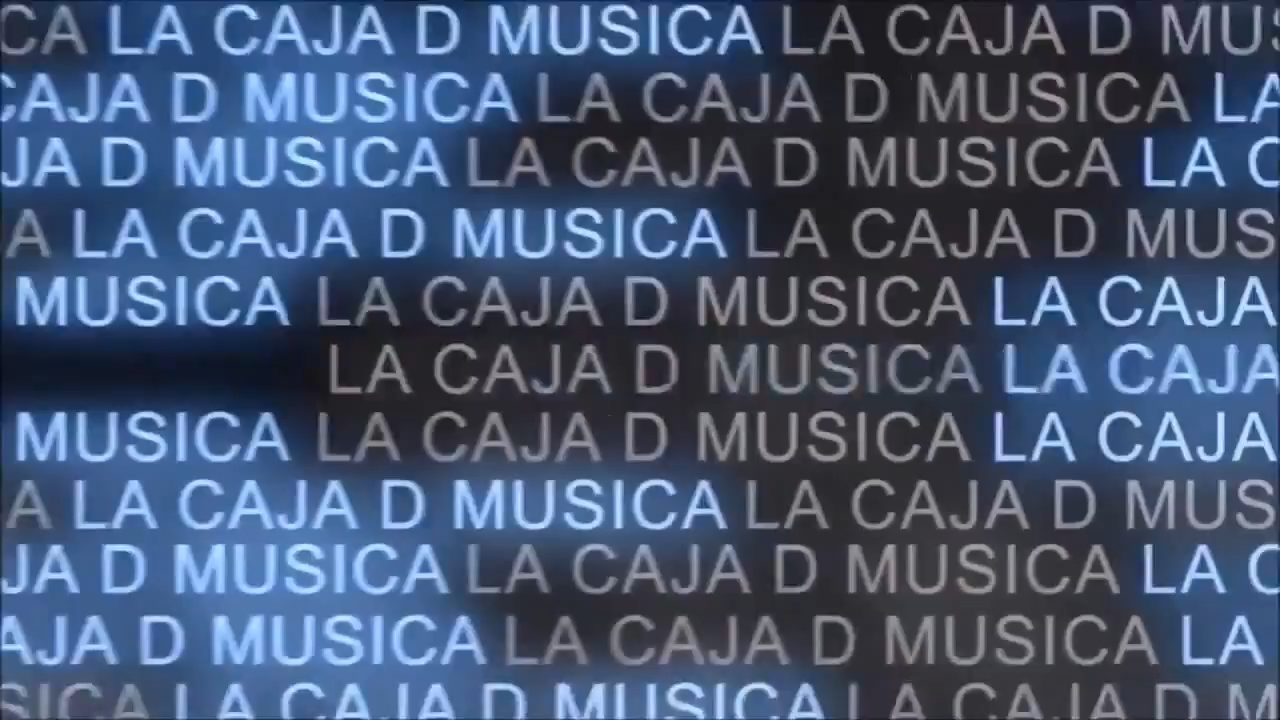 CA LA CAJA D MUSICA LA CAJA D MUS
CAJA D MUSICA LA CAJA D MUSICA LA
JA D MUSICA LA CAJA D MUSICA LA C
A LA CAJA D MUSICA LA CAJA D MUS
MUSICA LA CAJA D MUSICA LA CAJA
LA CAJA D MUSICA LA CAJA
MUSICA LA CAJA D MUSICA LA CAJA
A LA CAJA D MUSICA LA CAJA D MUS
JA D MUSICA LA CAJA D MUSICA LA C
AJA D MUSICA LA CAJA D MUSICA LA
SICA LA CAJA D MUSICA LA CAJA D M